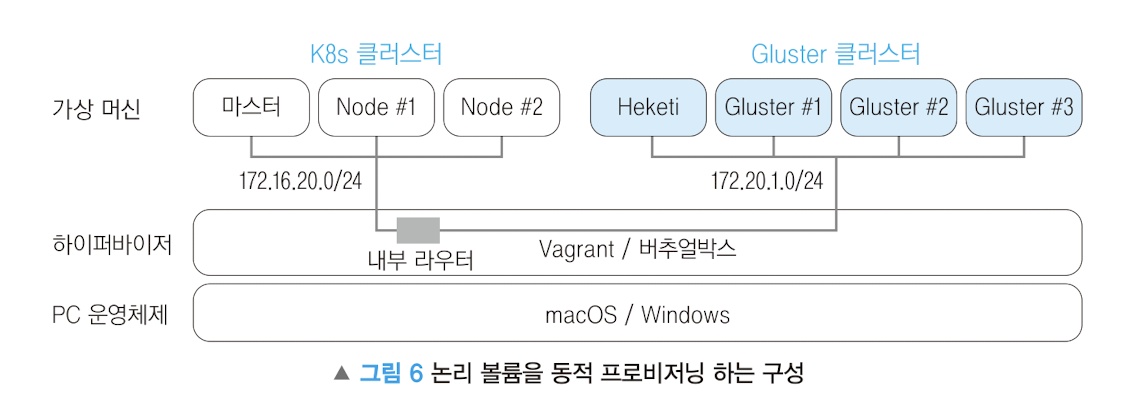 K8s 클러스터
Gluster 클러스터
가상 머신
마스터
Node #1
Node #2
Heketi
Gluster #1
Gluster #2
Gluster #3
172.16.20.0/24
172.20.1.0/24
하이퍼바이저
내부 라우터
Vagrant / 버추얼박스
PC 운영체제
macOS / Windows
▲ 그림 6 논리 볼륨을 동적 프로비저닝 하는 구성